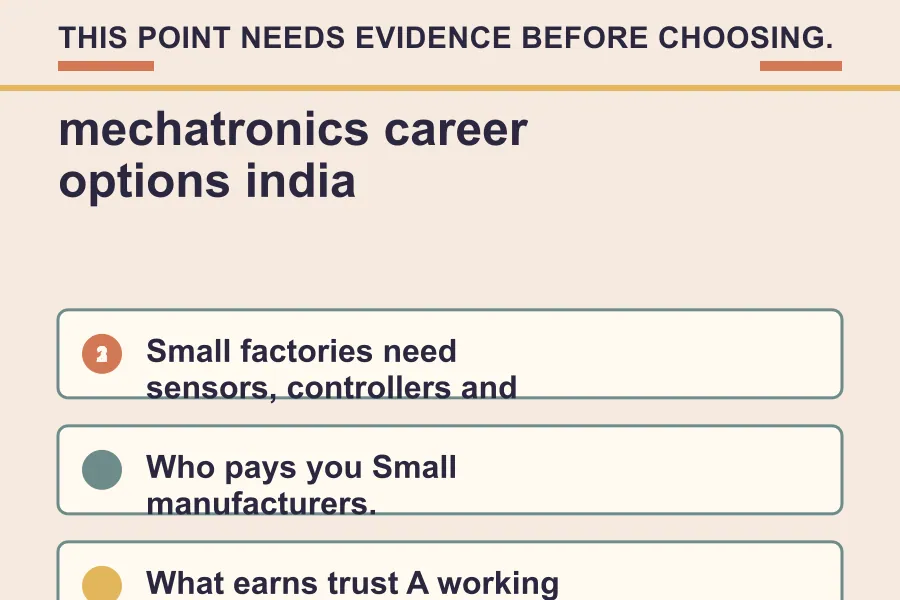 THIS POINT NEEDS EVIDENCE BEFORE CHOOSING.
mechatronics career
options india
Small factories need
sensors, controllers and
Who pays you Small
manufacturers.
What earns trust A working